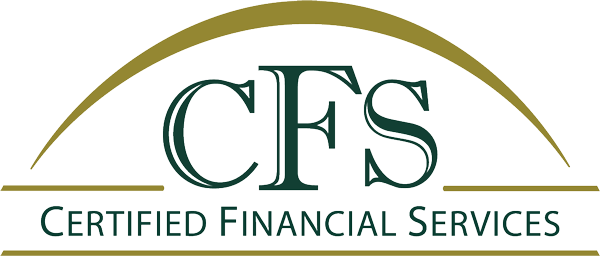 CFS
CERTIFIED FINANCIAL SERVICES